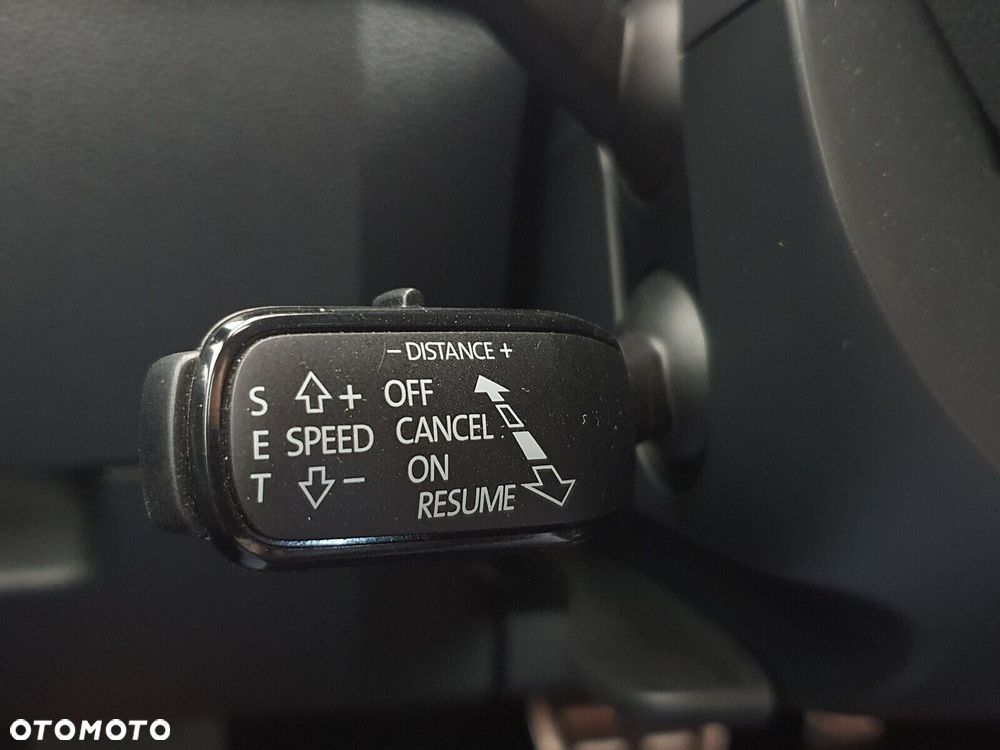 − DISTANCE +
S E T
+
SPEED
−
OFF
CANCEL
ON
RESUME
OTOMOTO